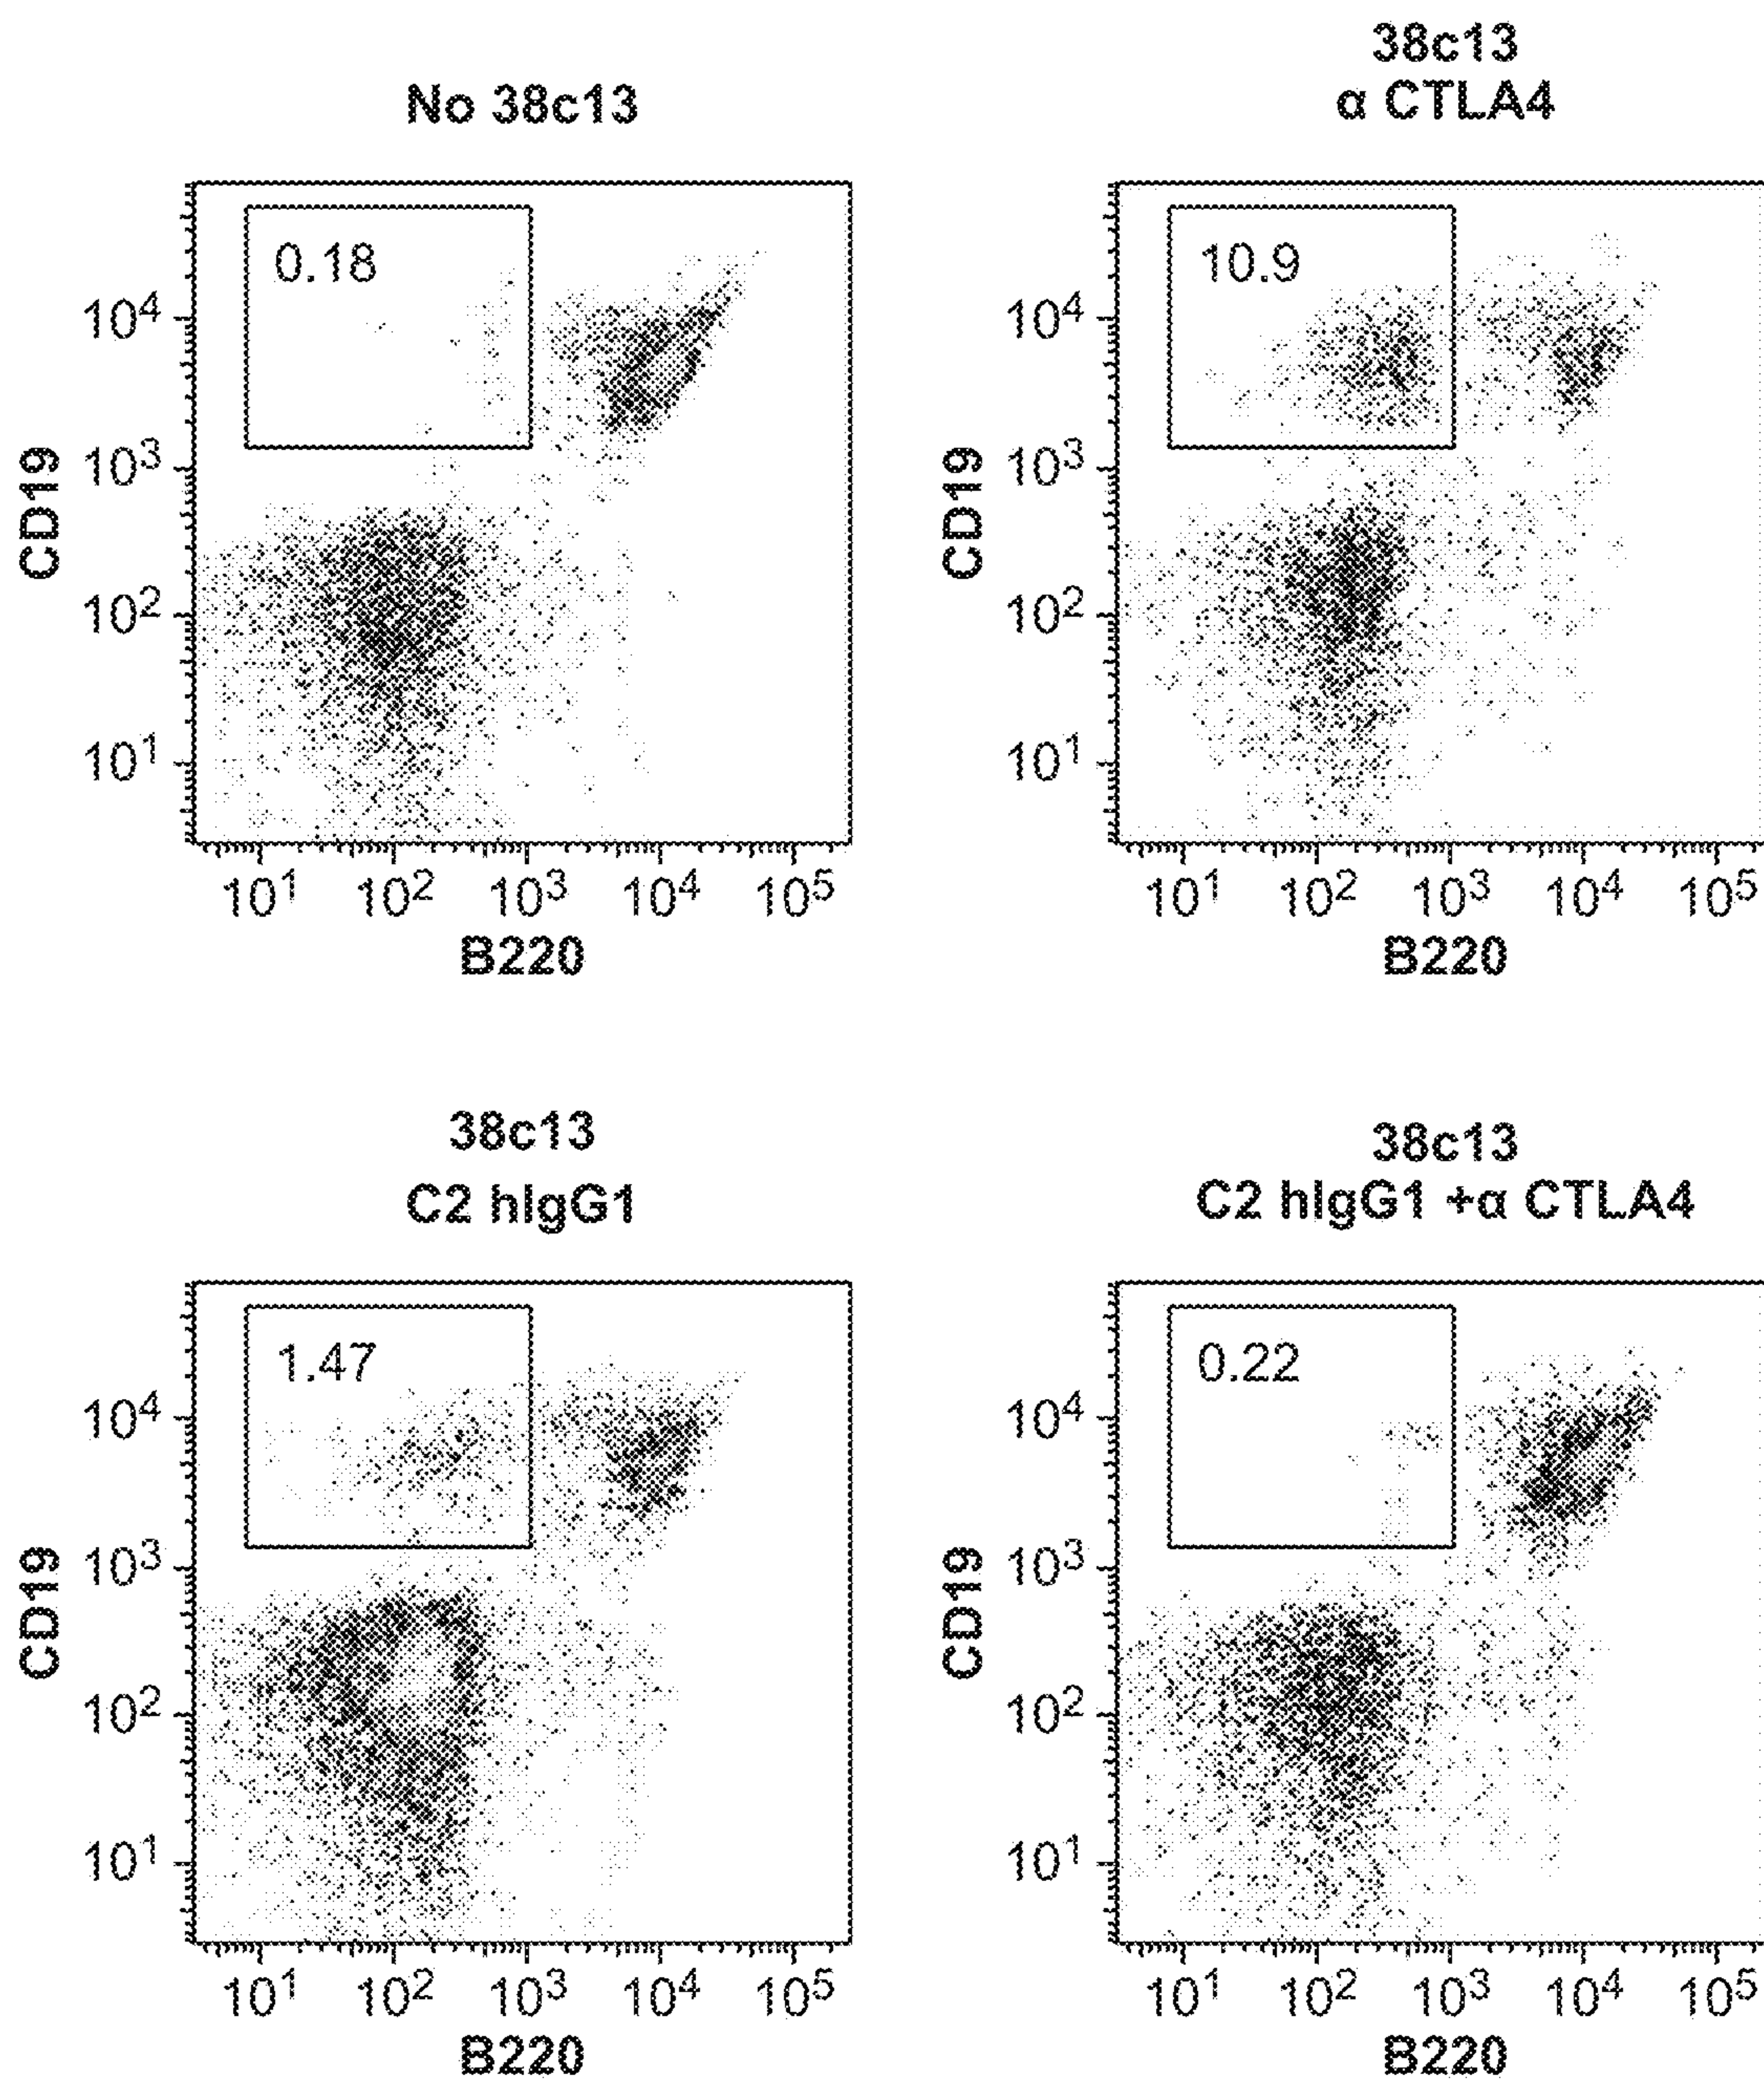 No 38c13
0.18
10⁴
10³
10²
10¹
CD19
10¹ 10² 10³ 10⁴ 10⁵
B220
38c13
α CTLA4
10.9
10⁴
10³
10²
10¹
CD19
10¹ 10² 10³ 10⁴ 10⁵
B220
38c13
C2 hIgG1
1.47
10⁴
10³
10²
10¹
CD19
10¹ 10² 10³ 10⁴ 10⁵
B220
38c13
C2 hIgG1 +α CTLA4
0.22
10⁴
10³
10²
10¹
CD19
10¹ 10² 10³ 10⁴ 10⁵
B220